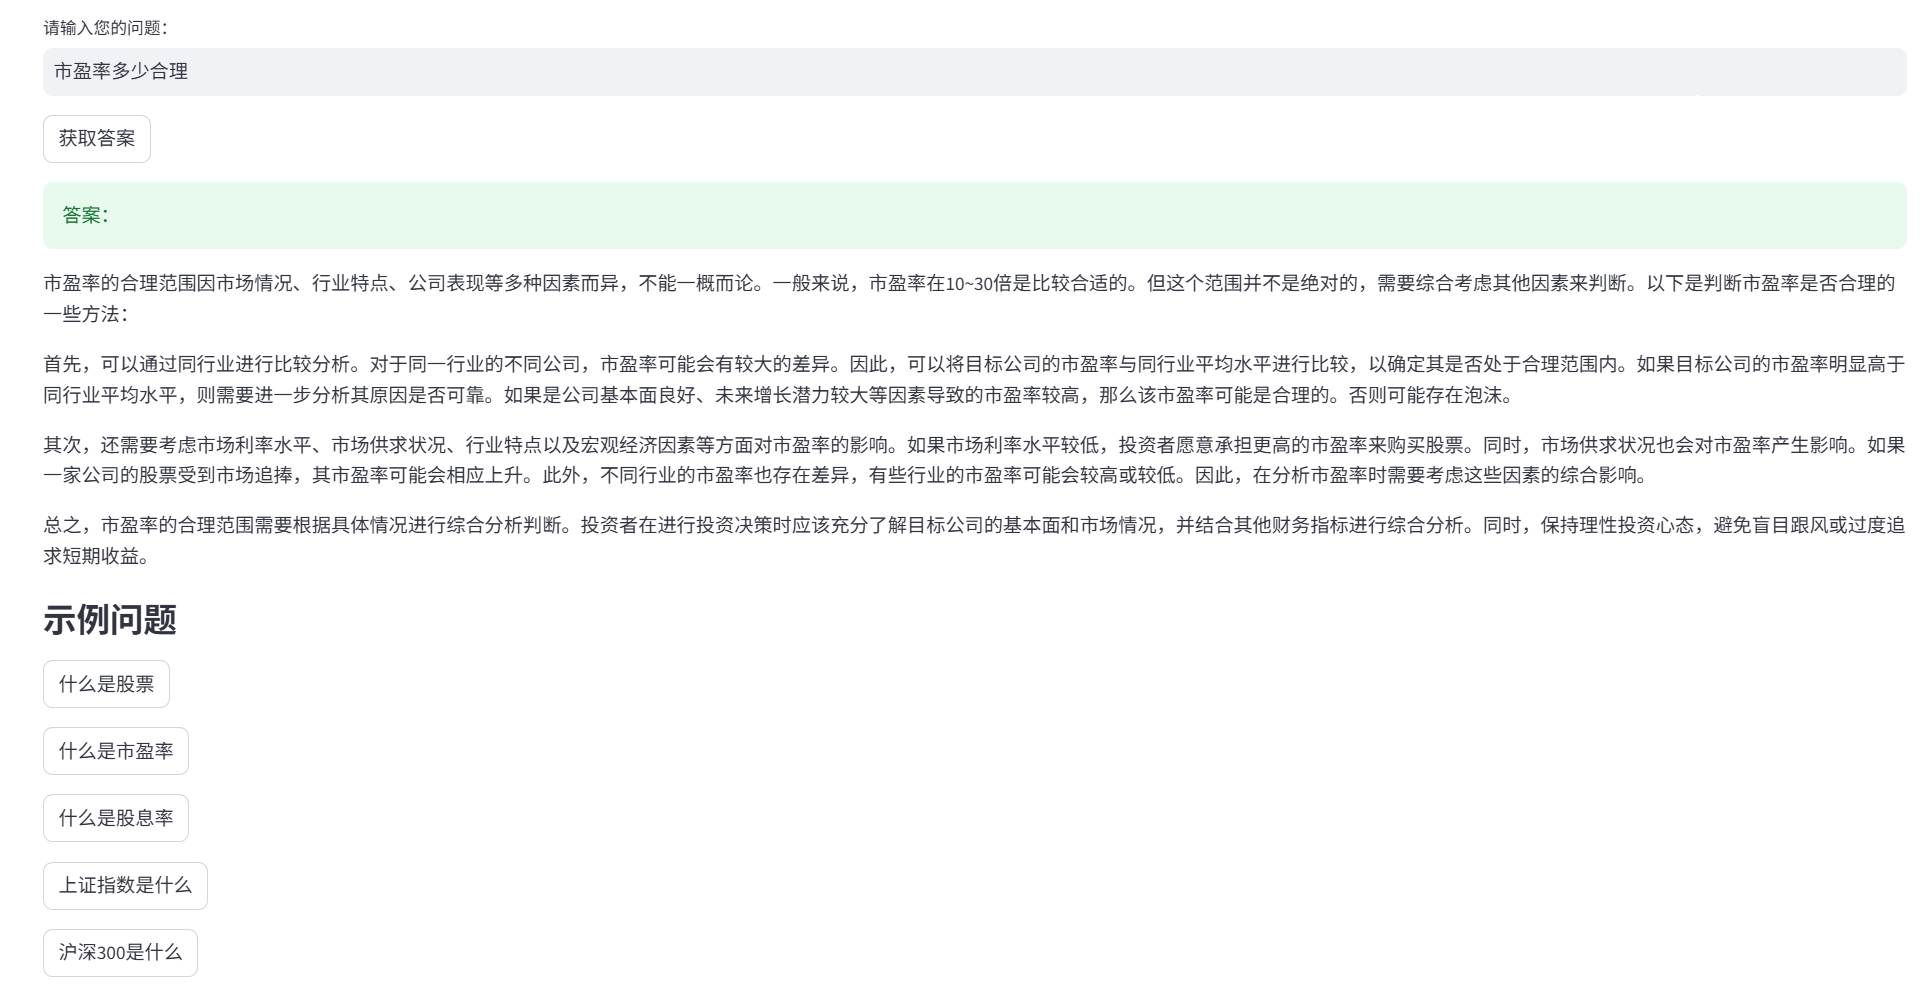 请输入您的问题：
市盈率多少合理
获取答案
答案：
市盈率的合理范围因市场情况、行业特点、公司表现等多种因素而异，不能一概而论。一般来说，市盈率在10~30倍是比较合适的。但这个范围并不是绝对的，需要综合考虑其他因素来判断。以下是判断市盈率是否合理的
一些方法：
首先，可以通过同行业进行比较分析。对于同一行业的不同公司，市盈率可能会有较大的差异。因此，可以将目标公司的市盈率与同行业平均水平进行比较，以确定其是否处于合理范围内。如果目标公司的市盈率明显高于
同行业平均水平，则需要进一步分析其原因是否可靠。如果是公司基本面良好、未来增长潜力较大等因素导致的市盈率较高，那么该市盈率可能是合理的。否则可能存在泡沫。
其次，还需要考虑市场利率水平、市场供求状况、行业特点以及宏观经济因素等方面对市盈率的影响。如果市场利率水平较低，投资者愿意承担更高的市盈率来购买股票。同时，市场供求状况也会对市盈率产生影响。如果
一家公司的股票受到市场追捧，其市盈率可能会相应上升。此外，不同行业的市盈率也存在差异，有些行业的市盈率可能会较高或较低。因此，在分析市盈率时需要考虑这些因素的综合影响。
总之，市盈率的合理范围需要根据具体情况进行综合分析判断。投资者在进行投资决策时应该充分了解目标公司的基本面和市场情况，并结合其他财务指标进行综合分析。同时，保持理性投资心态，避免盲目跟风或过度追
求短期收益。
示例问题
什么是股票
什么是市盈率
什么是股息率
上证指数是什么
沪深300是什么